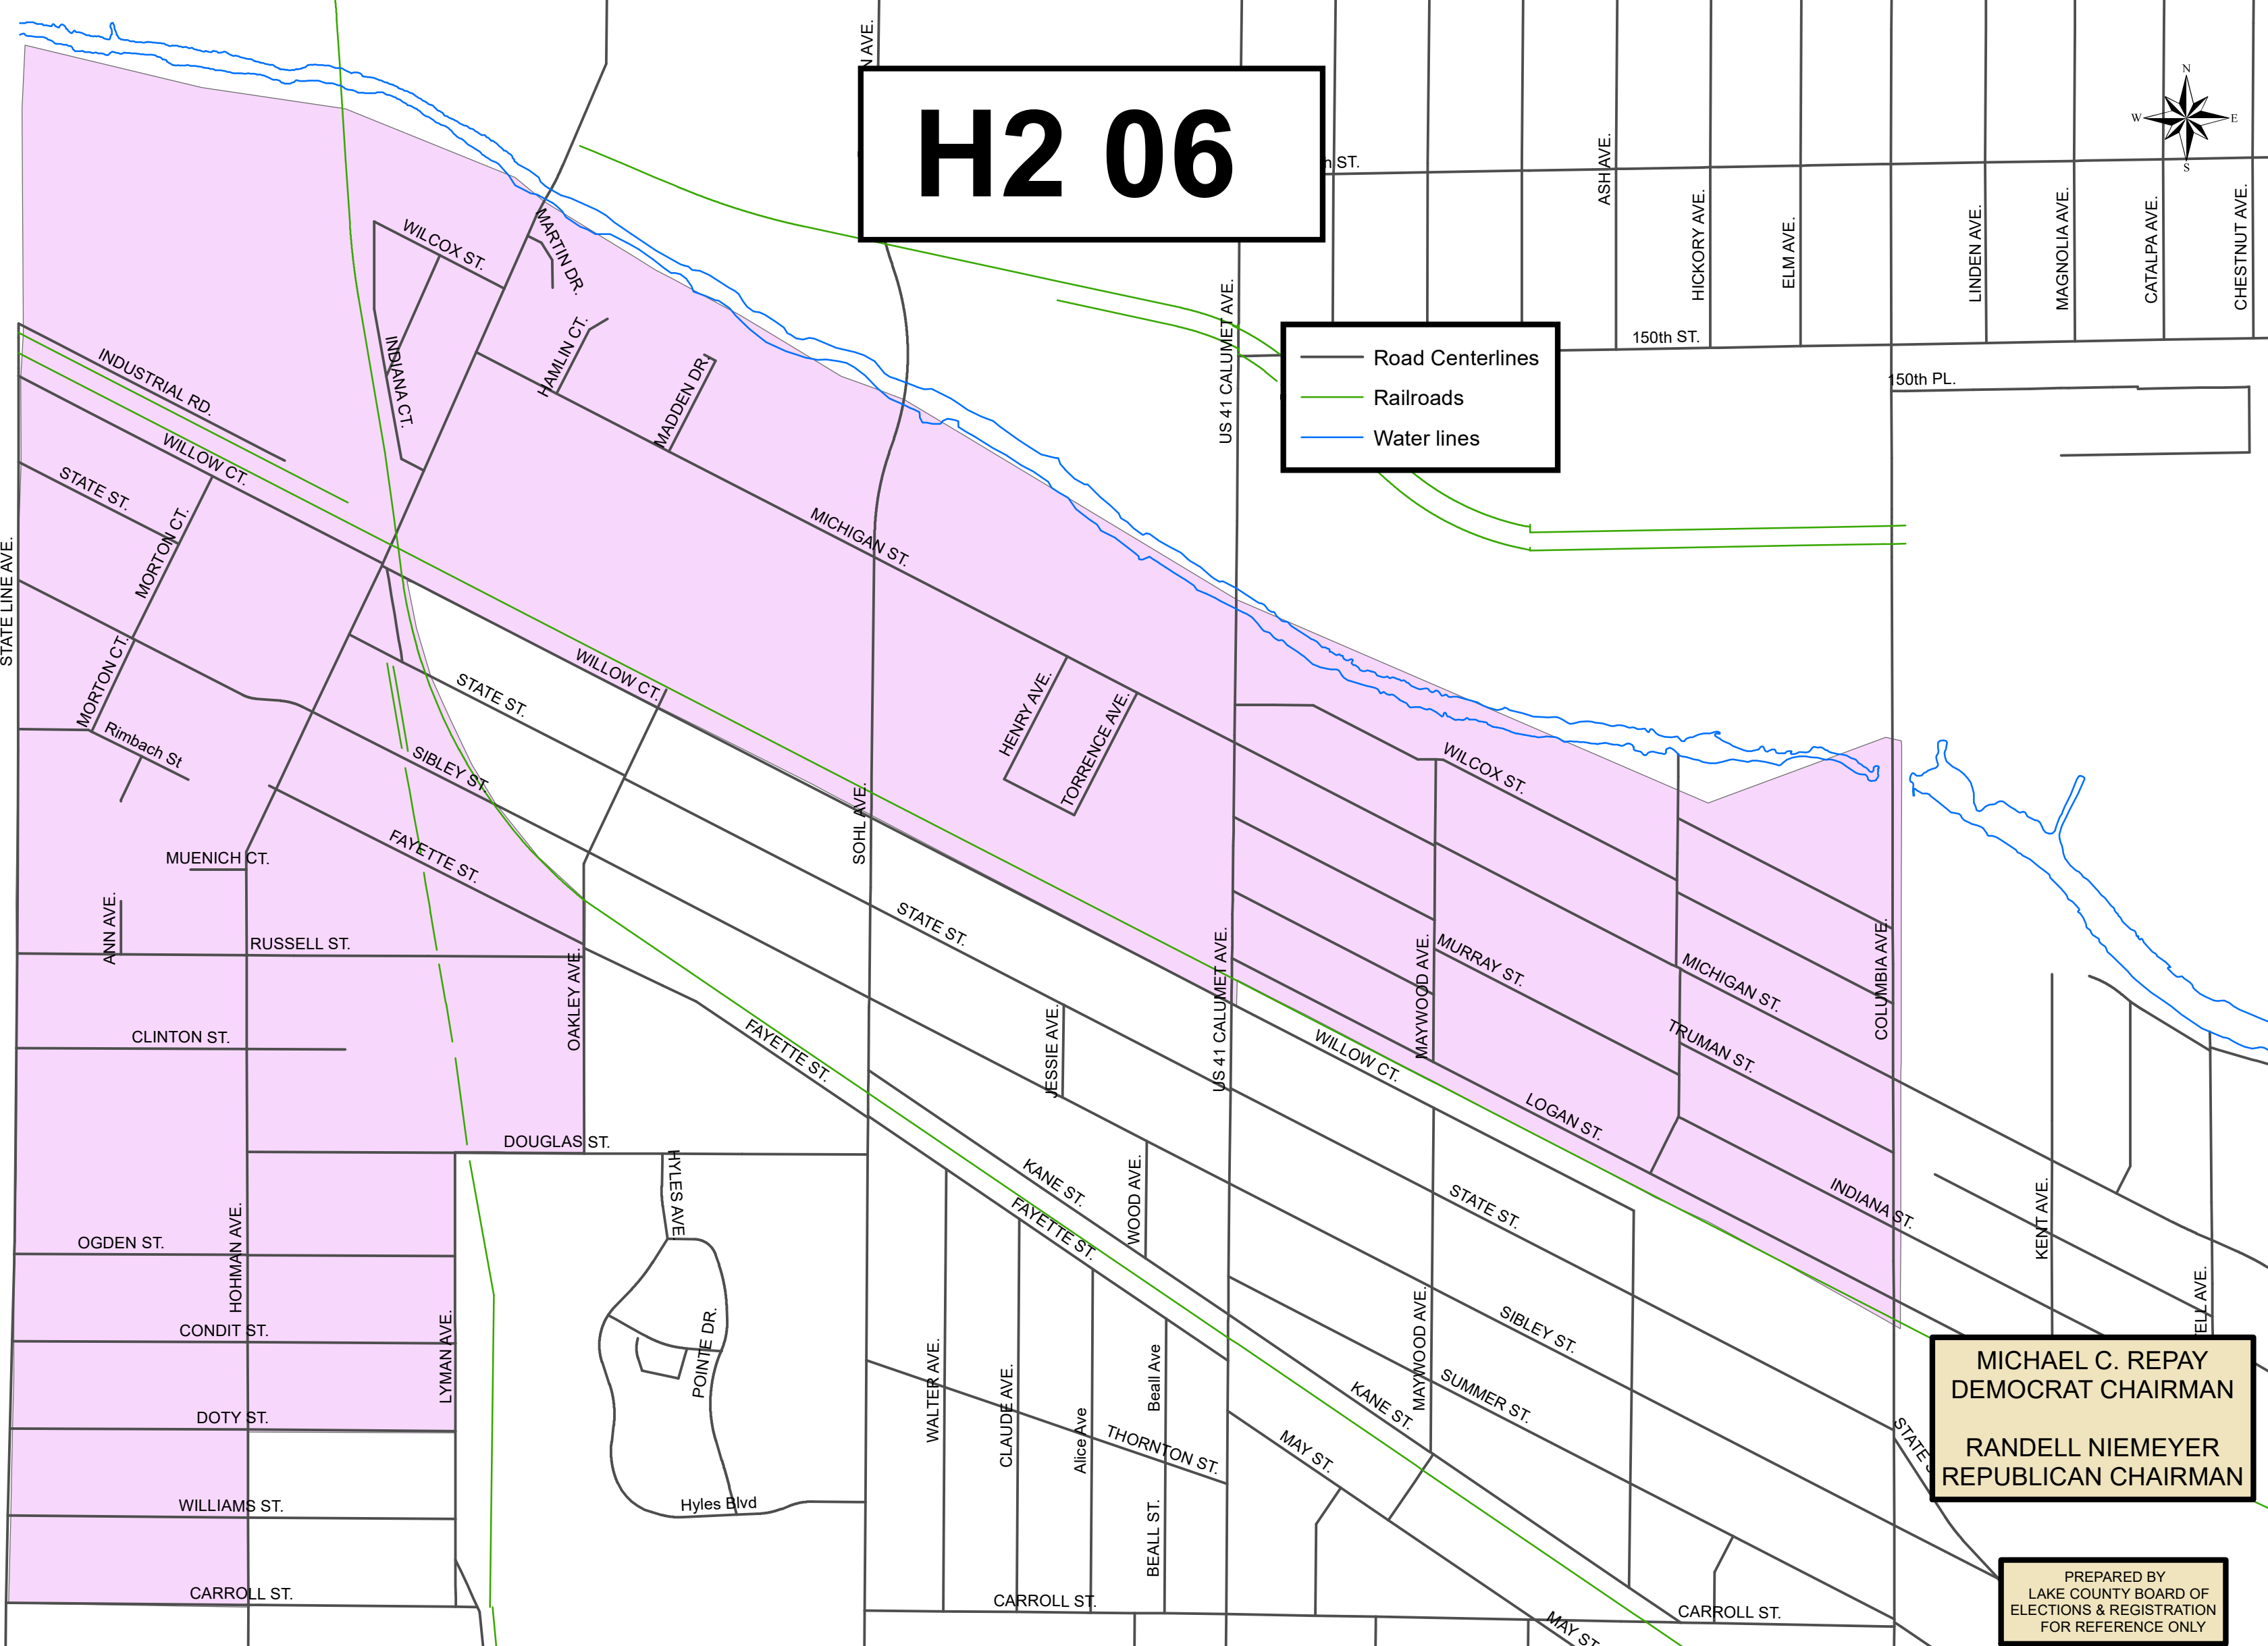 N AVE.
H2 06
N
W
E
S
h ST.
ASH AVE.
HICKORY AVE.
ELM AVE.
LINDEN AVE.
MAGNOLIA AVE.
CATALPA AVE.
CHESTNUT AVE.
WILCOX ST.
MARTIN DR.
US 41 CALUMET AVE.
150th ST.
150th PL.
Road Centerlines
Railroads
Water lines
INDUSTRIAL RD.
INDIANA CT.
HAMLIN CT.
MADDEN DR.
WILLOW CT.
STATE ST.
MORTON CT.
MICHIGAN ST.
STATE LINE AVE.
MORTON CT.
Rimbach St
WILLOW CT.
STATE ST.
SIBLEY ST.
HENRY AVE.
TORRENCE AVE.
WILCOX ST.
SOHL AVE.
FAYETTE ST.
MUENICH CT.
ANN AVE.
RUSSELL ST.
OAKLEY AVE.
STATE ST.
US 41 CALUMET AVE.
MAYWOOD AVE.
MURRAY ST.
MICHIGAN ST.
COLUMBIA AVE.
TRUMAN ST.
CLINTON ST.
FAYETTE ST.
JESSIE AVE.
WILLOW CT.
LOGAN ST.
DOUGLAS ST.
HYLES AVE.
KANE ST.
WOOD AVE.
FAYETTE ST.
STATE ST.
INDIANA ST.
KENT AVE.
OGDEN ST.
HOHMAN AVE.
CONDIT ST.
LYMAN AVE.
POINTE DR.
WALTER AVE.
CLAUDE AVE.
Alice Ave
Beall Ave
MAYWOOD AVE.
SIBLEY ST.
SUMMER ST.
KANE ST.
ELL AVE.
MICHAEL C. REPAY
DEMOCRAT CHAIRMAN
RANDELL NIEMEYER
REPUBLICAN CHAIRMAN
DOTY ST.
THORNTON ST.
MAY ST.
STATE S
WILLIAMS ST.
Hyles Blvd
BEALL ST.
CARROLL ST.
CARROLL ST.
MAY ST.
CARROLL ST.
PREPARED BY
LAKE COUNTY BOARD OF
ELECTIONS & REGISTRATION
FOR REFERENCE ONLY